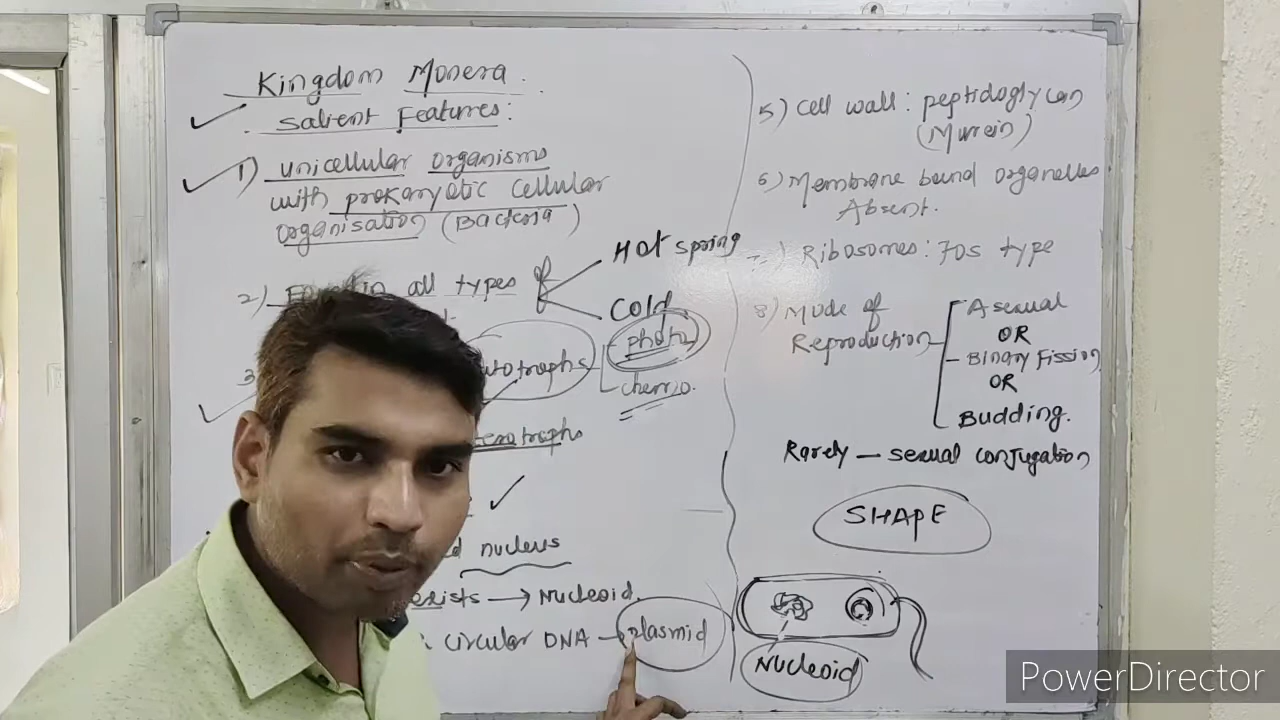 Kingdom Monera.
Salient Features:
1) unicellular organisms
with prokaryotic cellular
organisation (Bacteria)
2) all types of
Hot spring
Cold
photo
chemo.
nucleus
exists → Nucleoid.
circular DNA → plasmid
5) Cell wall: peptidoglycan
(Murein)
6) Membrane bound organelles
Absent.
) Ribosomes: 70s type
8) Mode of
Reproduction
Asexual
OR
Binary Fission
OR
Budding.
Rarely — sexual conjugation
SHAPE
Nucleoid
PowerDirector